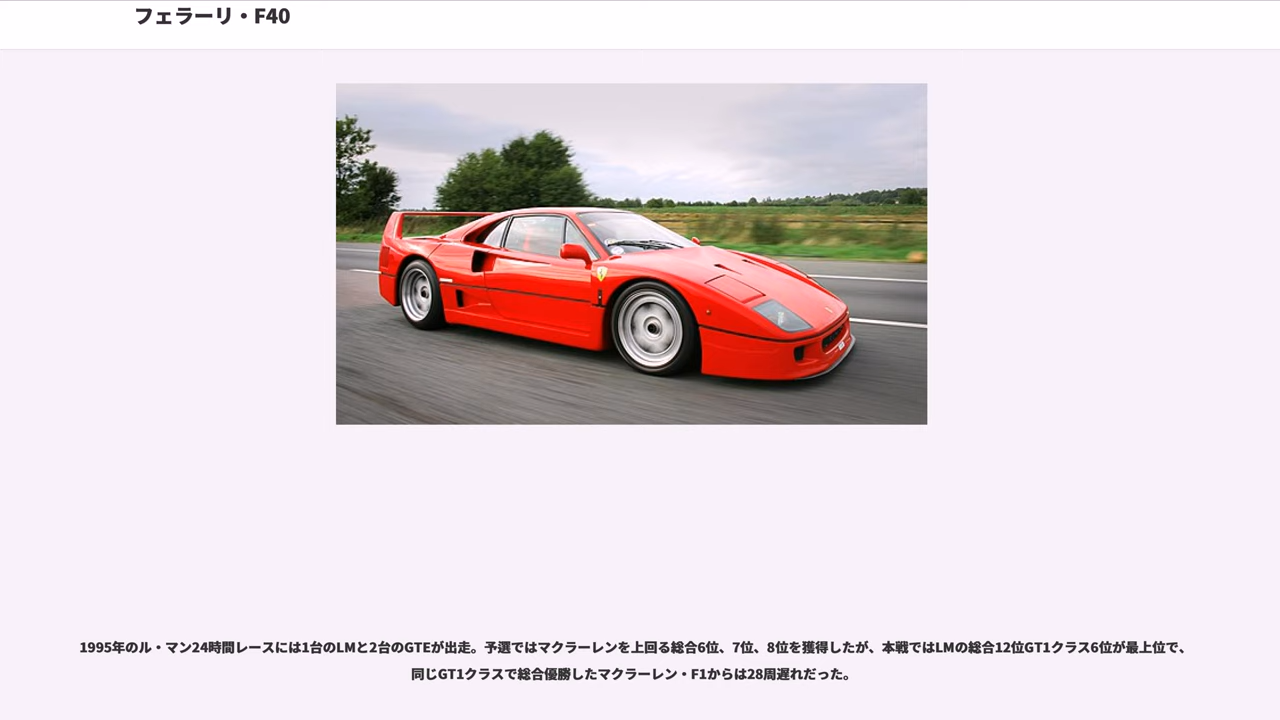 フェラーリ・F40
1995年のル・マン24時間レースには1台のLMと2台のGTEが出走。予選ではマクラーレンを上回る総合6位、7位、8位を獲得したが、本戦ではLMの総合12位GT1クラス6位が最上位で、
同じGT1クラスで総合優勝したマクラーレン・F1からは28周遅れだった。